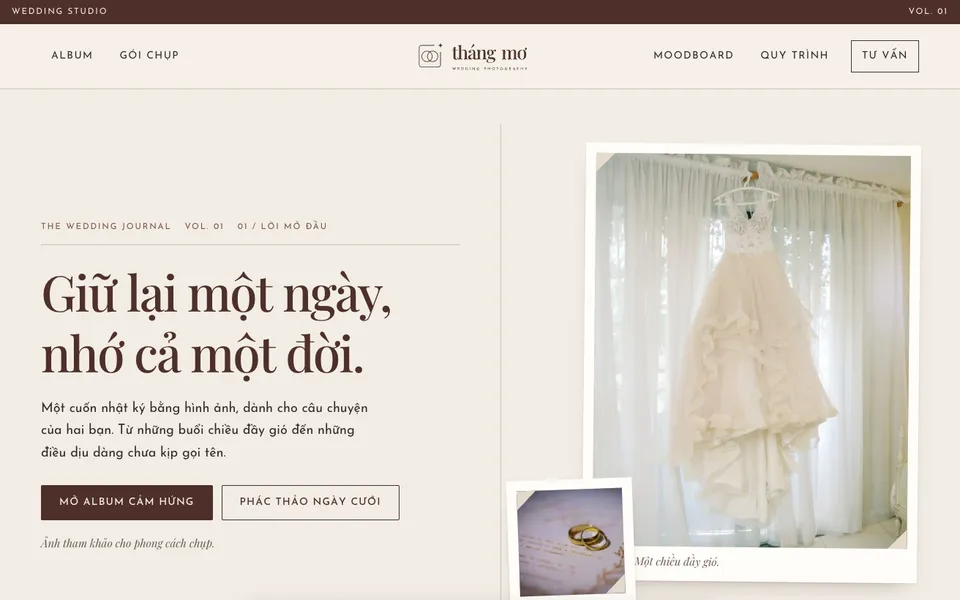 WEDDING STUDIO
VOL. 01
ALBUM
GÓI CHỤP
tháng mơ
WEDDING PHOTOGRAPHY
MOODBOARD
QUY TRÌNH
TƯ VẤN
THE WEDDING JOURNAL VOL. 01 01 / LỜI MỞ ĐẦU
Giữ lại một ngày,
nhớ cả một đời.
Một cuốn nhật ký bằng hình ảnh, dành cho câu chuyện
của hai bạn. Từ những buổi chiều đầy gió đến những
điều dịu dàng chưa kịp gọi tên.
MỞ ALBUM CẢM HỨNG
PHÁC THẢO NGÀY CƯỚI
Ảnh tham khảo cho phong cách chụp.
Một chiều đầy gió.